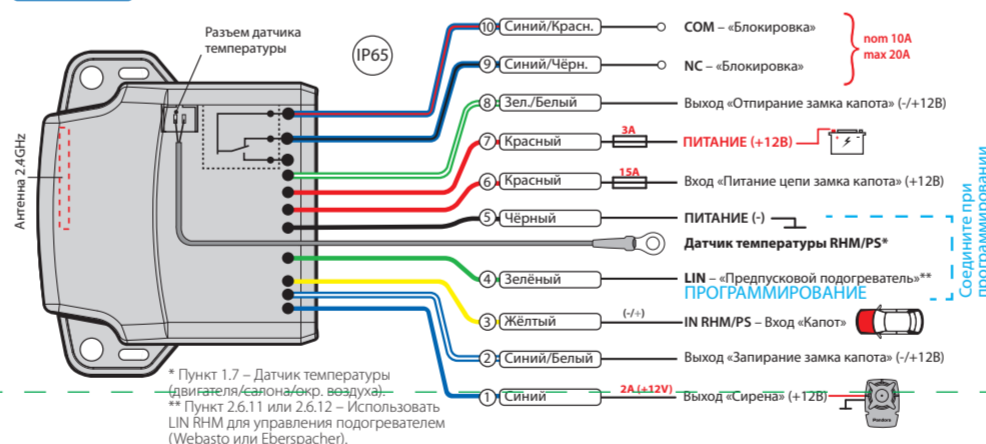 Разъем датчика
температуры
IP65
Антенна 2.4GHz
10 Синий/Красн. COM – «Блокировка»
nom 10A
max 20A
9 Синий/Чёрн. NC – «Блокировка»
8 Зел./Белый Выход «Отпирание замка капота» (-/+12В)
7 Красный 3А ПИТАНИЕ (+12В)
6 Красный 15А Вход «Питание цепи замка капота» (+12В)
5 Чёрный ПИТАНИЕ (-)
Датчик температуры RHM/PS*
Соедините при
программировании
4 Зелёный LIN – «Предпусковой подогреватель»**
ПРОГРАММИРОВАНИЕ
3 Жёлтый (-/+) IN RHM/PS – Вход «Капот»
2 Синий/Белый Выход «Запирание замка капота» (-/+12В)
1 Синий 2А (+12V) Выход «Сирена» (+12В)
Pandora
* Пункт 1.7 – Датчик температуры
(двигателя/салона/окр. воздуха).
** Пункт 2.6.11 или 2.6.12 – Использовать
LIN RHM для управления подогревателем
(Webasto или Eberspacher).